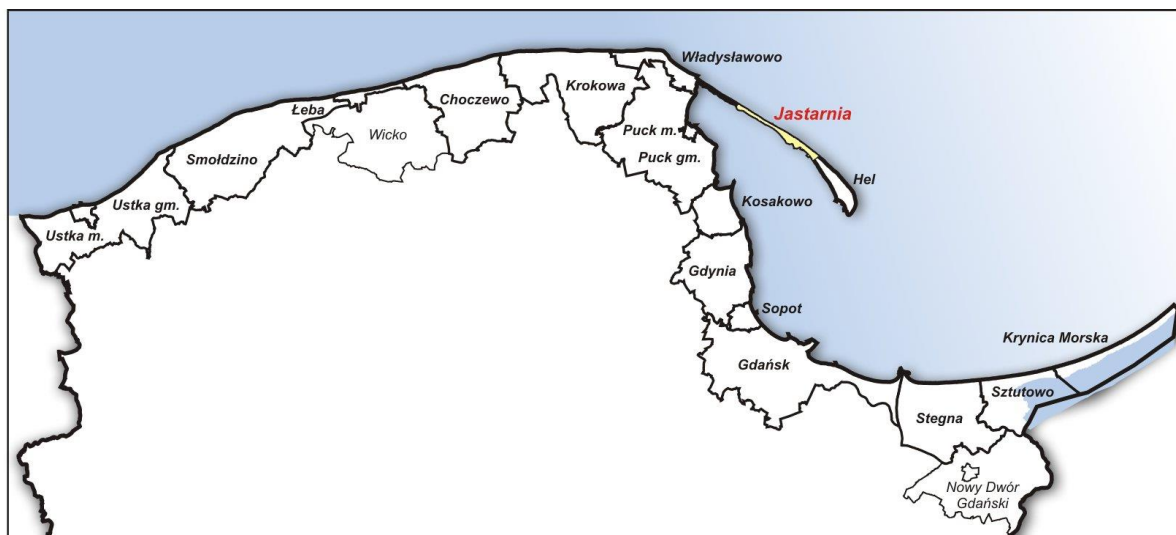 Władysławowo
Krokowa
Choczewo
Łeba
Jastarnia
Puck m.
Wicko
Puck gm.
Smołdzino
Hel
Kosakowo
Ustka gm.
Ustka m.
Gdynia
Sopot
Krynica Morska
Gdańsk
Sztutowo
Stegna
Nowy Dwór
Gdański